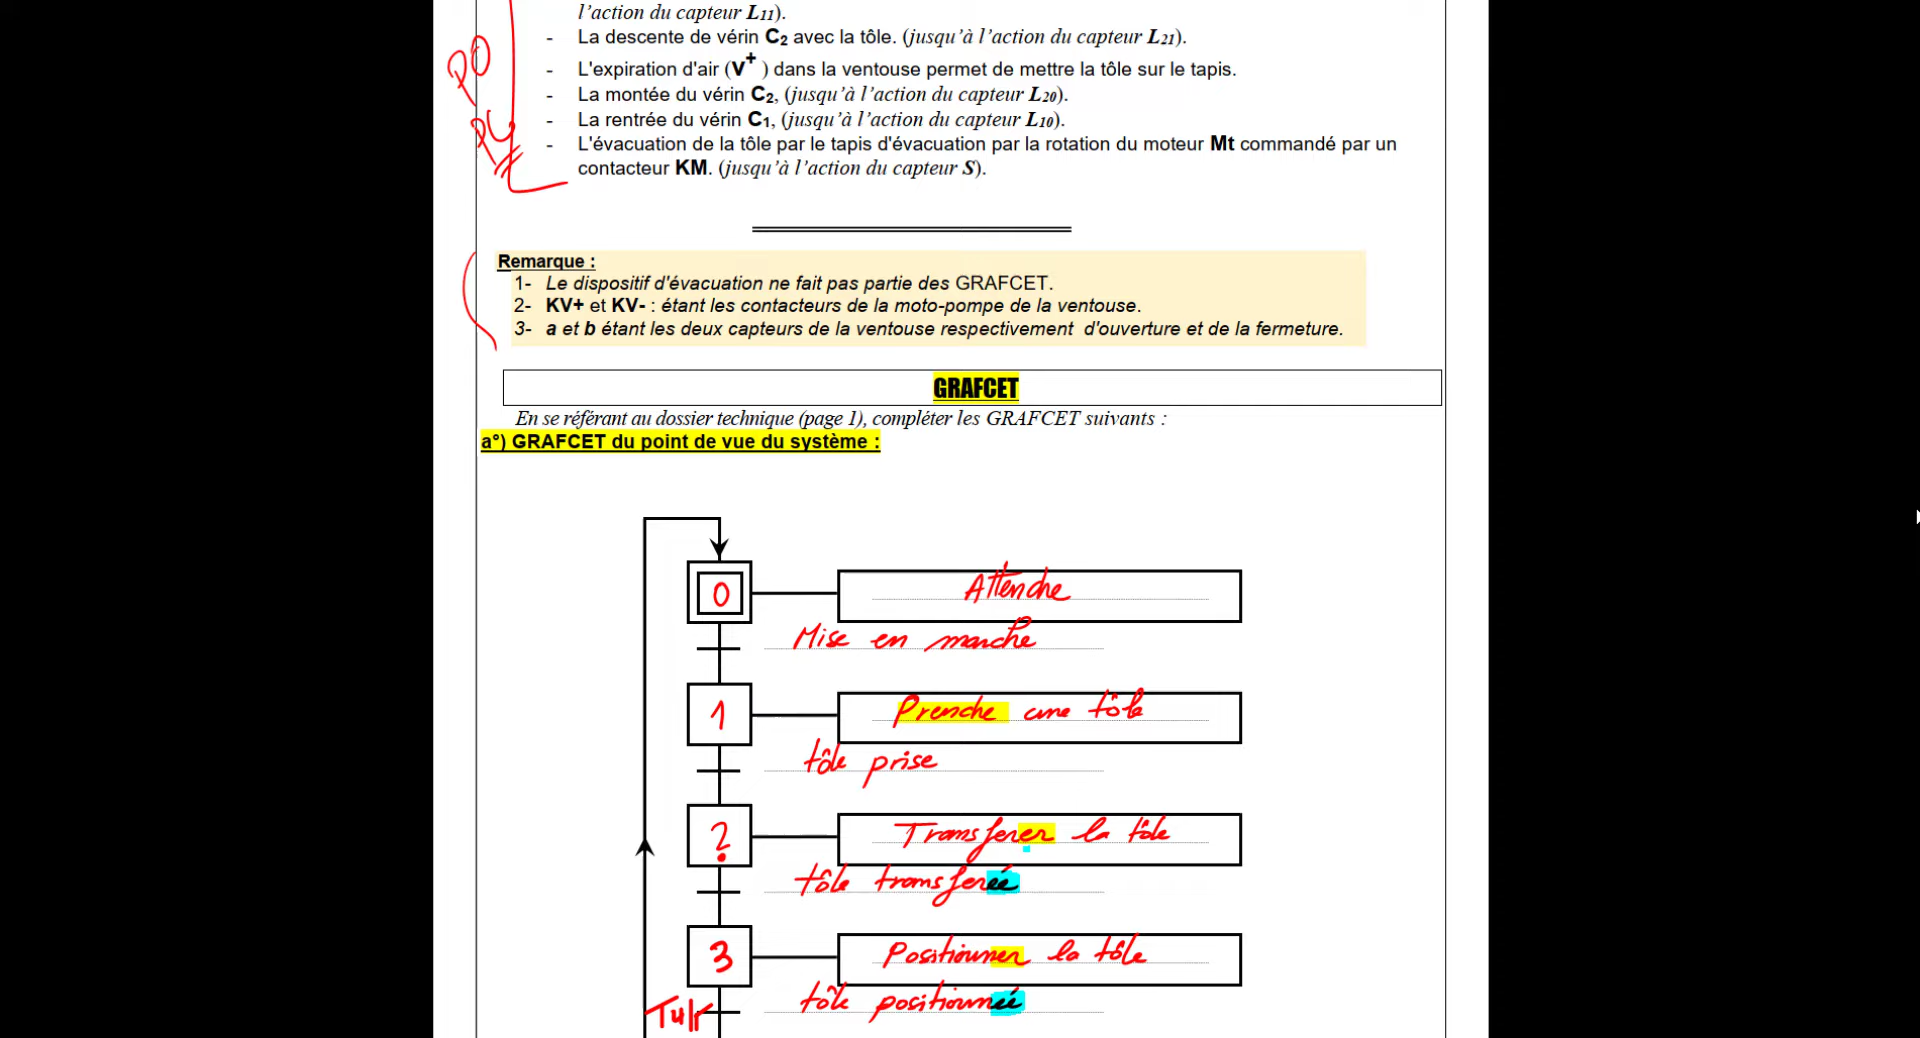 l'action du capteur L11).
- La descente de vérin C2 avec la tôle. (jusqu'à l'action du capteur L21).
- L'expiration d'air (V+ ) dans la ventouse permet de mettre la tôle sur le tapis.
- La montée du vérin C2, (jusqu'à l'action du capteur L20).
- La rentrée du vérin C1, (jusqu'à l'action du capteur L10).
- L'évacuation de la tôle par le tapis d'évacuation par la rotation du moteur Mt commandé par un
contacteur KM. (jusqu'à l'action du capteur S).
PO
PC
Remarque :
1- Le dispositif d'évacuation ne fait pas partie des GRAFCET.
2- KV+ et KV- : étant les contacteurs de la moto-pompe de la ventouse.
3- a et b étant les deux capteurs de la ventouse respectivement d'ouverture et de la fermeture.
GRAFCET
En se référant au dossier technique (page 1), compléter les GRAFCET suivants :
a°) GRAFCET du point de vue du système :
0 Attendre
Mise en marche
1 Prendre une tôle
tôle prise
2 Transferer la tôle
tôle transferée
3 Positionner la tôle
tôle positionnée